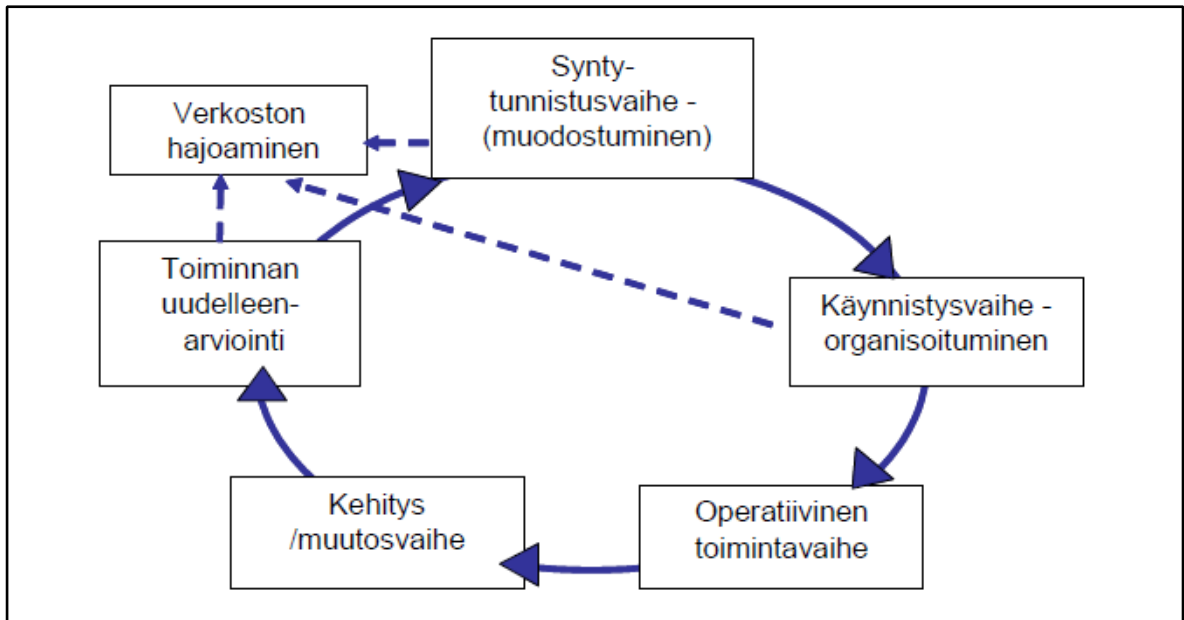 Synty-
tunnistusvaihe -
(muodostuminen)
Verkoston
hajoaminen
Toiminnan
uudelleen-
arviointi
Käynnistysvaihe -
organisoituminen
Kehitys
/muutosvaihe
Operatiivinen
toimintavaihe